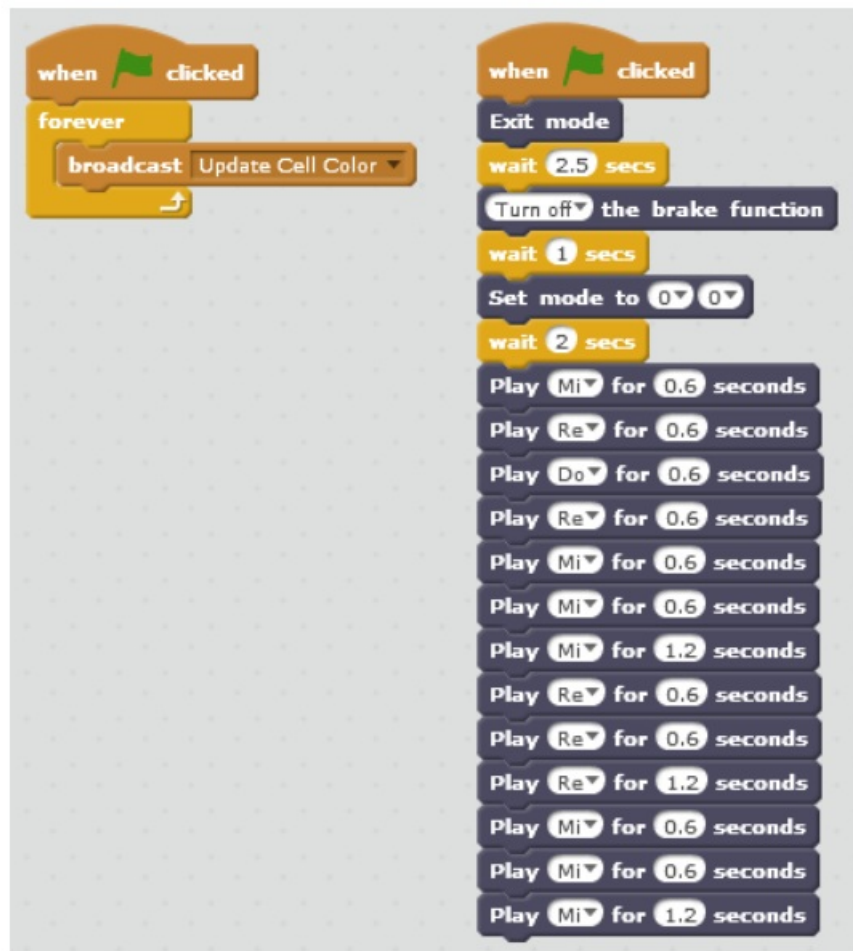 when clicked
forever
broadcast Update Cell Color
when clicked
Exit mode
wait 2.5 secs
Turn off the brake function
wait 1 secs
Set mode to 0 0
wait 2 secs
Play Mi for 0.6 seconds
Play Re for 0.6 seconds
Play Do for 0.6 seconds
Play Re for 0.6 seconds
Play Mi for 0.6 seconds
Play Mi for 0.6 seconds
Play Mi for 1.2 seconds
Play Re for 0.6 seconds
Play Re for 0.6 seconds
Play Re for 1.2 seconds
Play Mi for 0.6 seconds
Play Mi for 0.6 seconds
Play Mi for 1.2 seconds